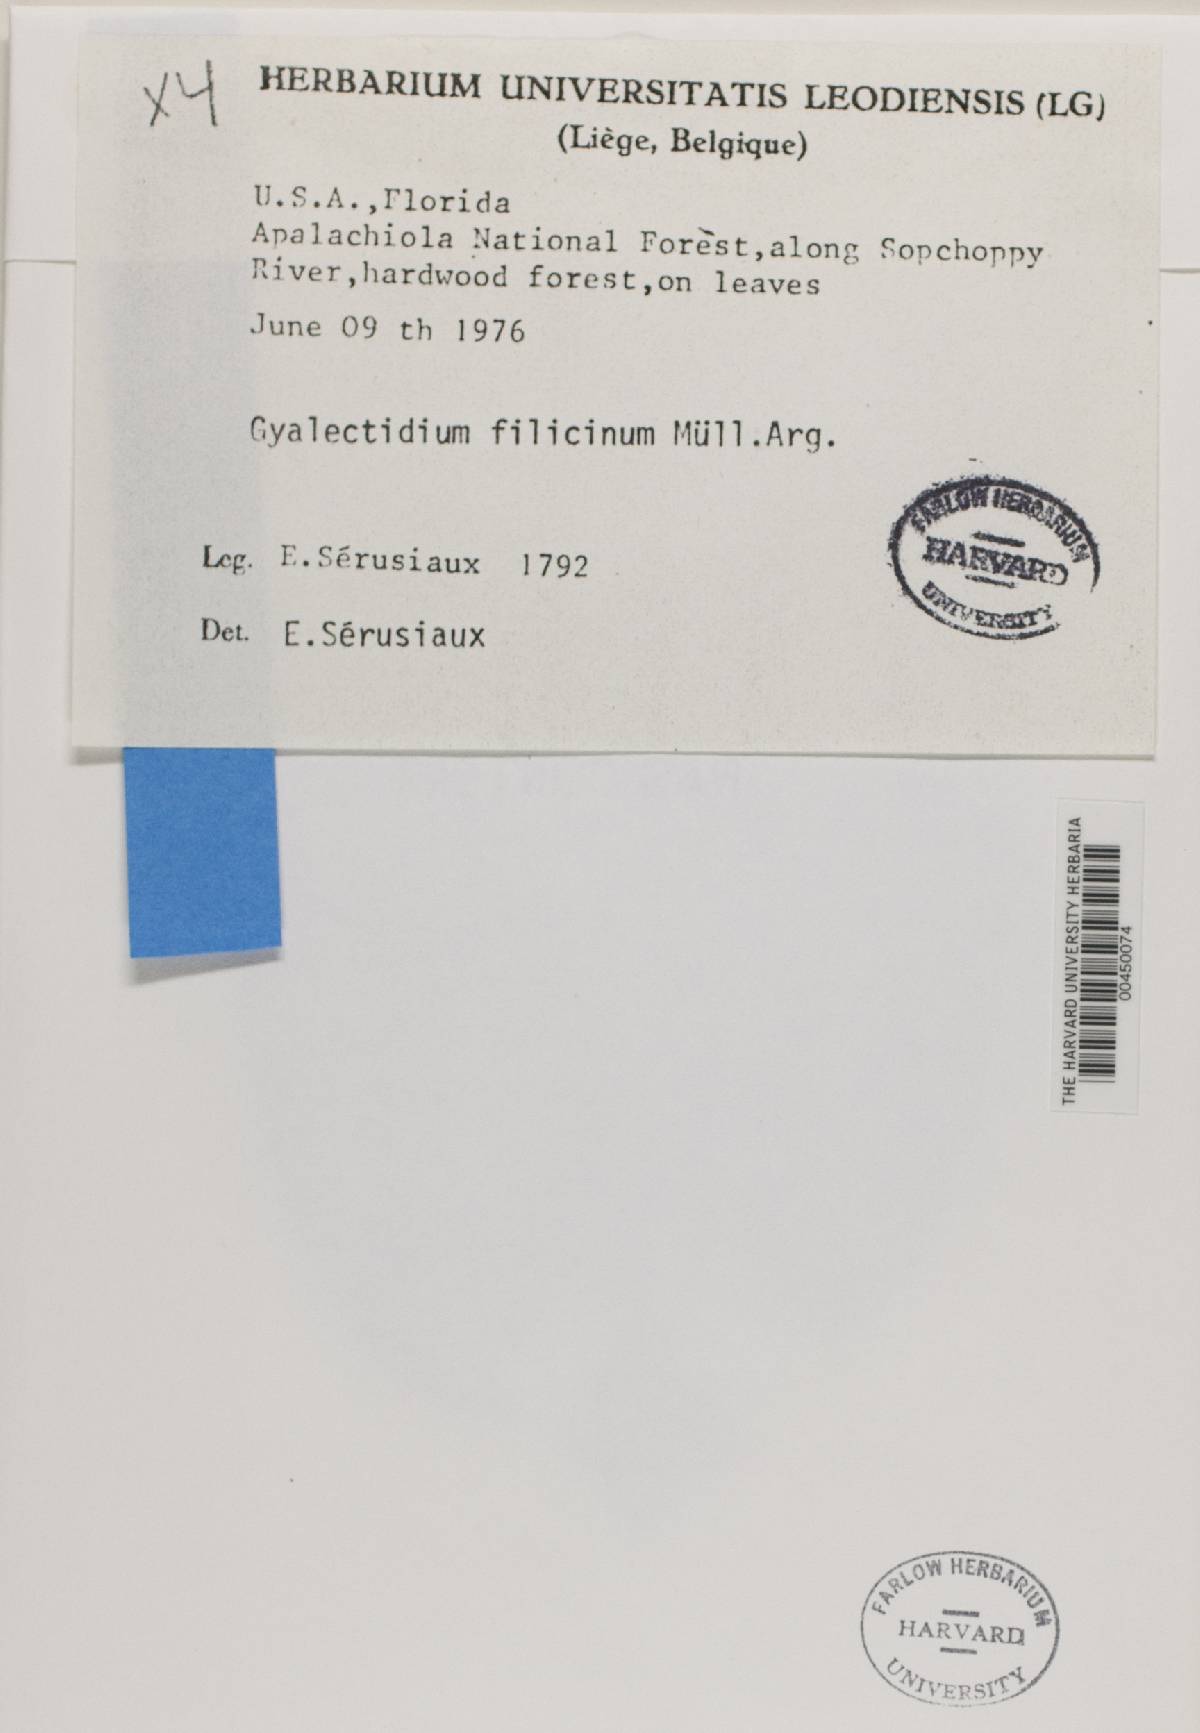 X4
HERBARIUM UNIVERSITATIS LEODIENSIS (LG)
(Liège, Belgique)
U.S.A.,Florida
Apalachiola National Forest,along Sopchoppy
River,hardwood forest,on leaves
June 09 th 1976
Gyalectidium filicinum Müll.Arg.
FARLOW HERBARIUM
HARVARD
UNIVERSITY
Leg. E.Sérusiaux 1792
Det. E.Sérusiaux
THE HARVARD UNIVERSITY HERBARIA
00450074
FARLOW HERBARIUM
HARVARD
UNIVERSITY